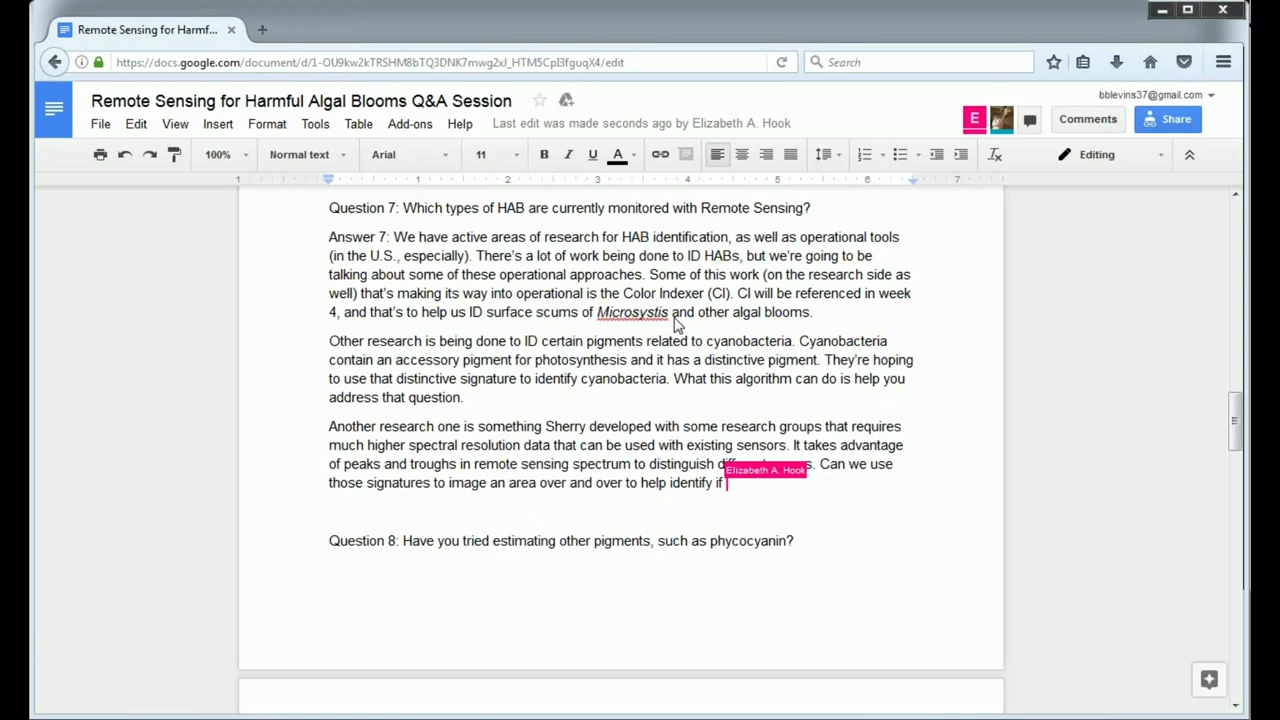 Remote Sensing for Harmf...
https://docs.google.com/document/d/1-OU9kw2kTRSHM8bTQ3DNK7mwg2xJ_HTM5CpI3fguqX4/edit
Search
bblevins37@gmail.com
Remote Sensing for Harmful Algal Blooms Q&A Session
E
Comments
Share
File Edit View Insert Format Tools Table Add-ons Help
Last edit was made seconds ago by Elizabeth A. Hook
100% Normal text Arial 11 B I U A Editing
1 1 2 3 4 5 6 7
Question 7: Which types of HAB are currently monitored with Remote Sensing?
Answer 7: We have active areas of research for HAB identification, as well as operational tools
(in the U.S., especially). There's a lot of work being done to ID HABs, but we're going to be
talking about some of these operational approaches. Some of this work (on the research side as
well) that's making its way into operational is the Color Indexer (CI). CI will be referenced in week
4, and that's to help us ID surface scums of Microsystis and other algal blooms.
Other research is being done to ID certain pigments related to cyanobacteria. Cyanobacteria
contain an accessory pigment for photosynthesis and it has a distinctive pigment. They're hoping
to use that distinctive signature to identify cyanobacteria. What this algorithm can do is help you
address that question.
Another research one is something Sherry developed with some research groups that requires
much higher spectral resolution data that can be used with existing sensors. It takes advantage
of peaks and troughs in remote sensing spectrum to distinguish Can we use
Elizabeth A. Hook
those signatures to image an area over and over to help identify if
Question 8: Have you tried estimating other pigments, such as phycocyanin?